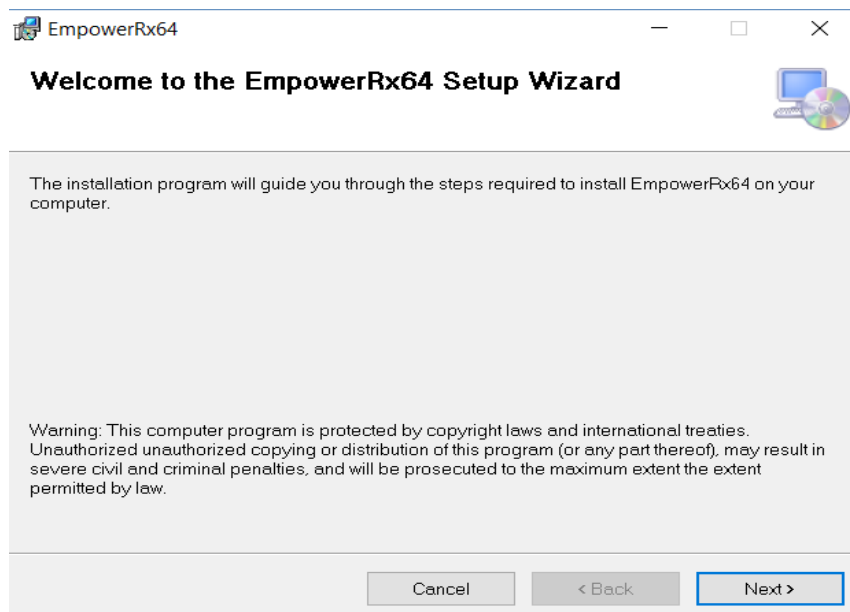 EmpowerRx64
Welcome to the EmpowerRx64 Setup Wizard
The installation program will guide you through the steps required to install EmpowerRx64 on your
computer.
Warning: This computer program is protected by copyright laws and international treaties.
Unauthorized unauthorized copying or distribution of this program (or any part thereof), may result in
severe civil and criminal penalties, and will be prosecuted to the maximum extent the extent
permitted by law.
Cancel
< Back
Next >